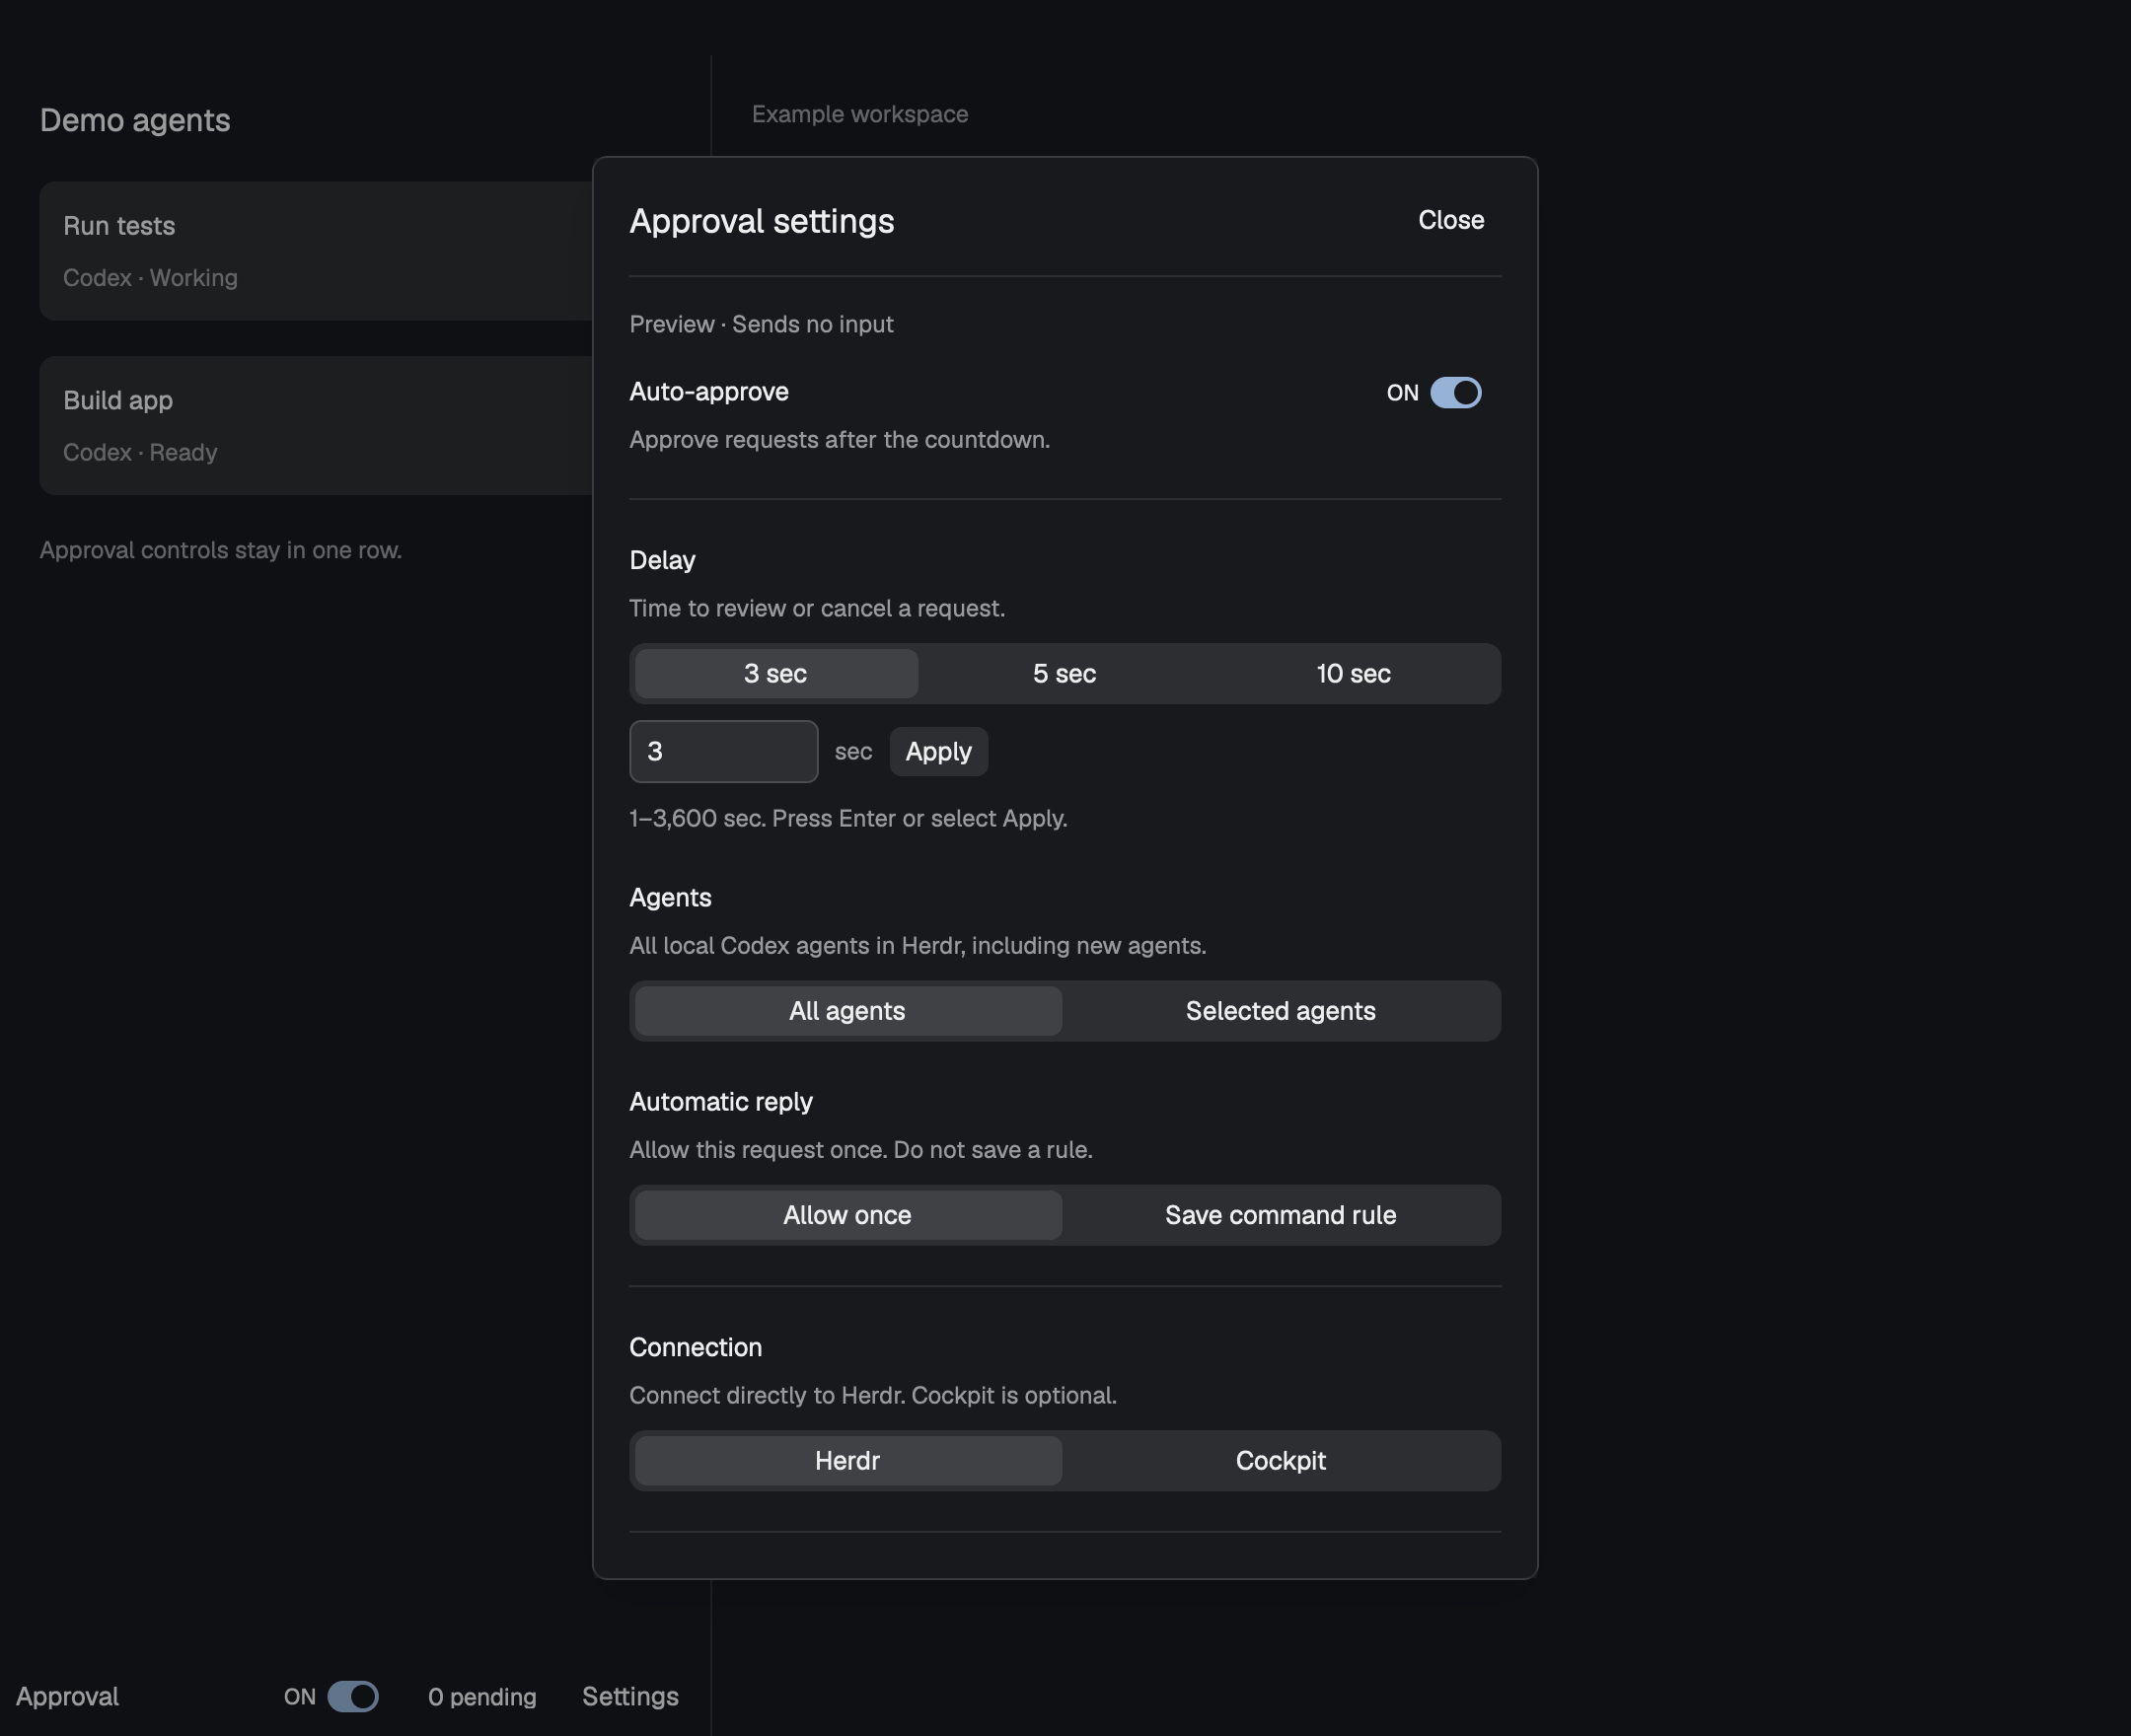 Demo agents
Run tests
Codex · Working
Build app
Codex · Ready
Approval controls stay in one row.
Example workspace
Approval settings
Close
Preview · Sends no input
Auto-approve
ON
Approve requests after the countdown.
Delay
Time to review or cancel a request.
3 sec
5 sec
10 sec
3
sec
Apply
1–3,600 sec. Press Enter or select Apply.
Agents
All local Codex agents in Herdr, including new agents.
All agents
Selected agents
Automatic reply
Allow this request once. Do not save a rule.
Allow once
Save command rule
Connection
Connect directly to Herdr. Cockpit is optional.
Herdr
Cockpit
Approval
ON
0 pending
Settings